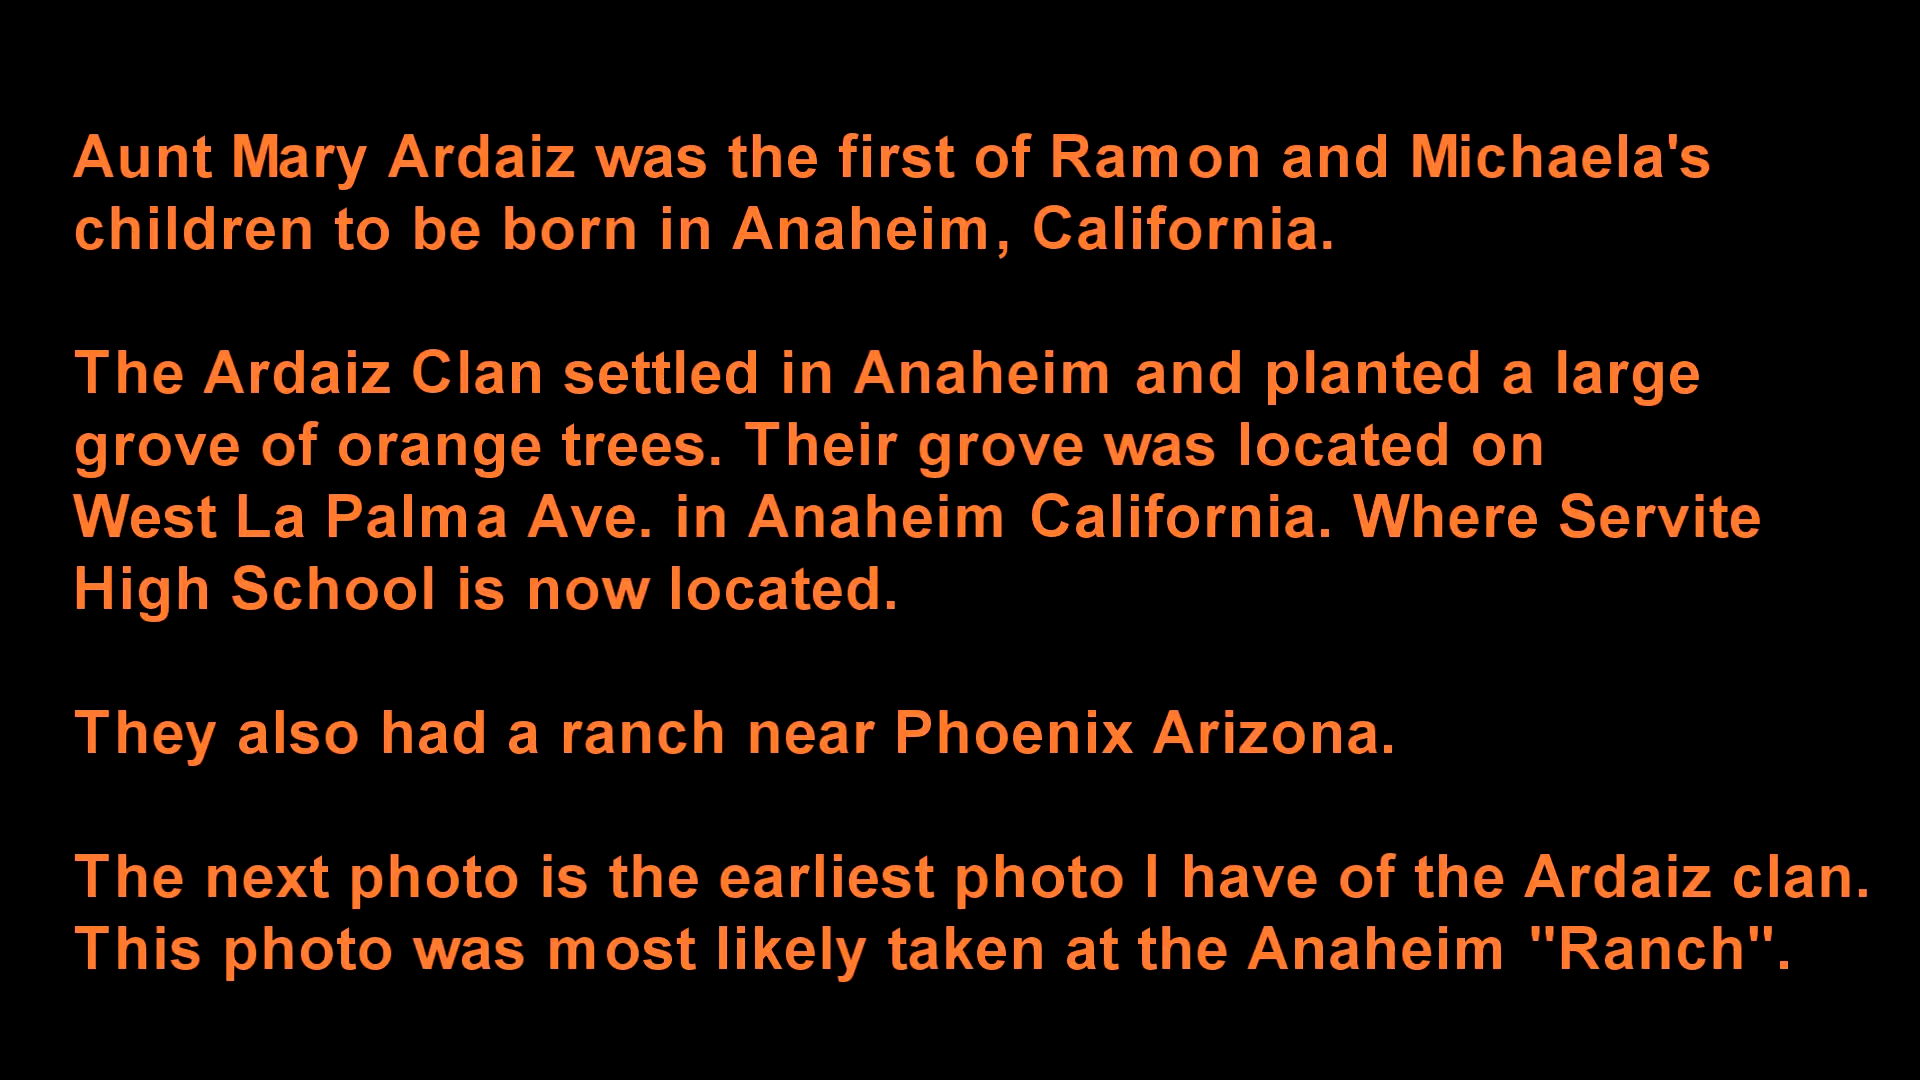 Aunt Mary Ardaiz was the first of Ramon and Michaela's
children to be born in Anaheim, California.
The Ardaiz Clan settled in Anaheim and planted a large
grove of orange trees. Their grove was located on
West La Palma Ave. in Anaheim California. Where Servite
High School is now located.
They also had a ranch near Phoenix Arizona.
The next photo is the earliest photo I have of the Ardaiz clan.
This photo was most likely taken at the Anaheim "Ranch".